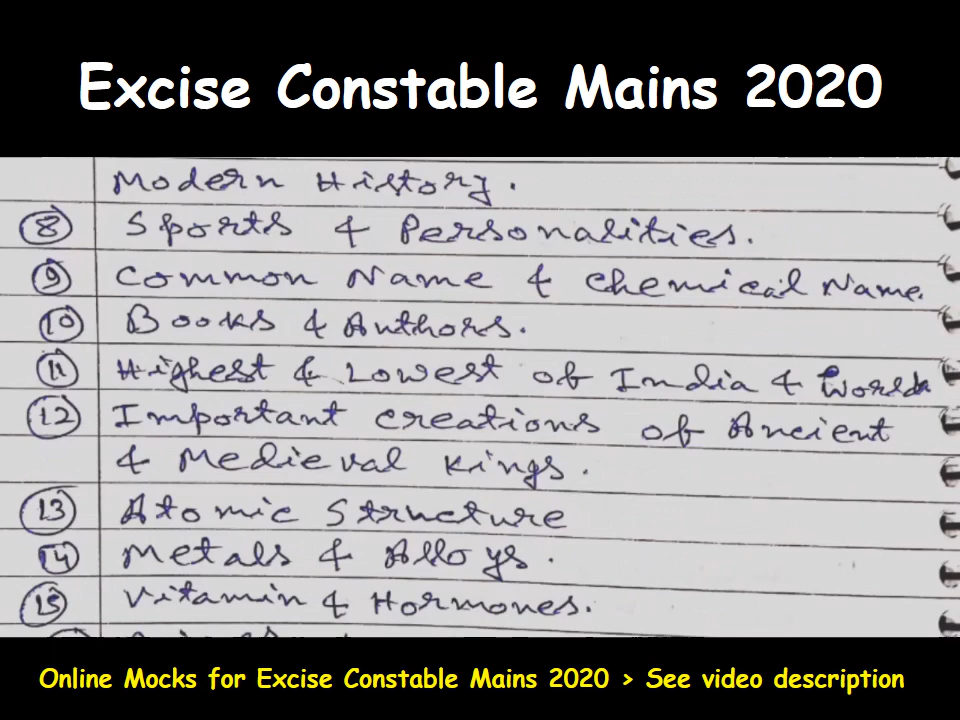 Excise Constable Mains 2020
Modern History.
8 Sports & Personalities.
9 Common Name & Chemical Name.
10 Books & Authors.
11 Highest & Lowest of India & World
12 Important creations of Ancient
& Medieval Kings.
13 Atomic Structure
14 Metals & Alloys.
15 Vitamin & Hormones.
Online Mocks for Excise Constable Mains 2020 > See video description